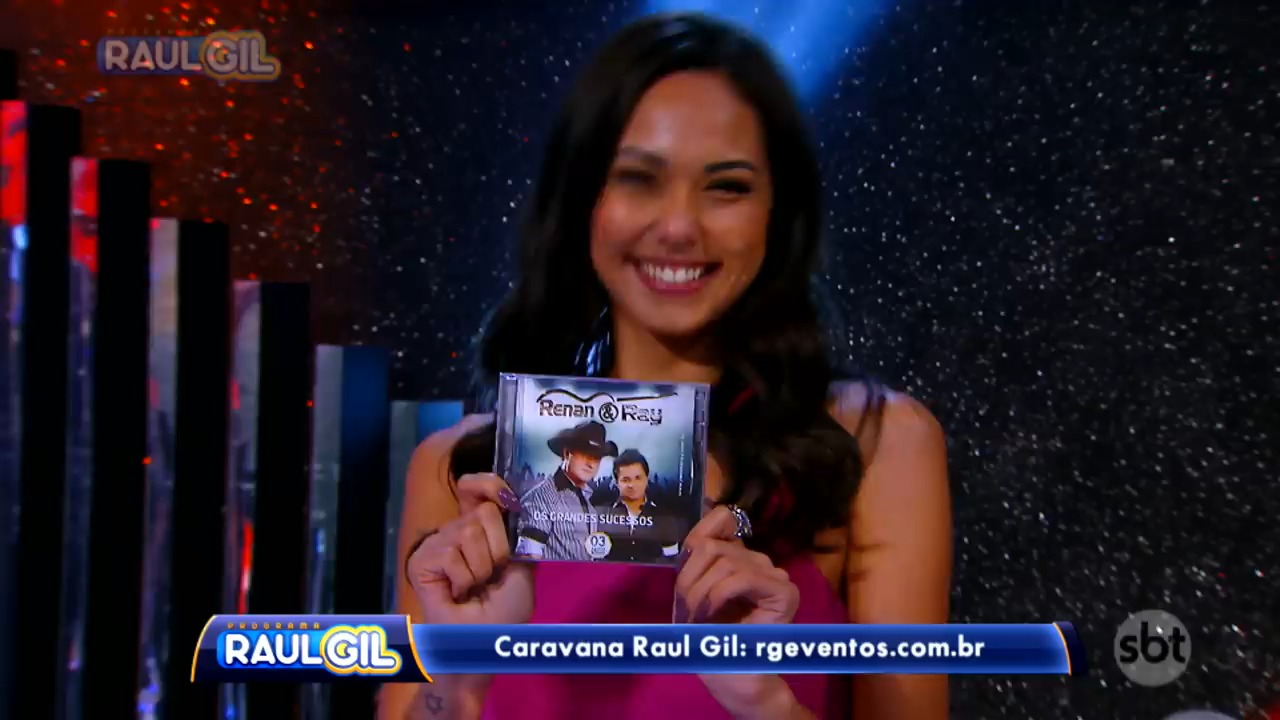 RAUL GIL
Renan & Ray
OS GRANDES SUCESSOS
03
PROGRAMA
RAUL GIL
Caravana Raul Gil: rgeventos.com.br
sbt